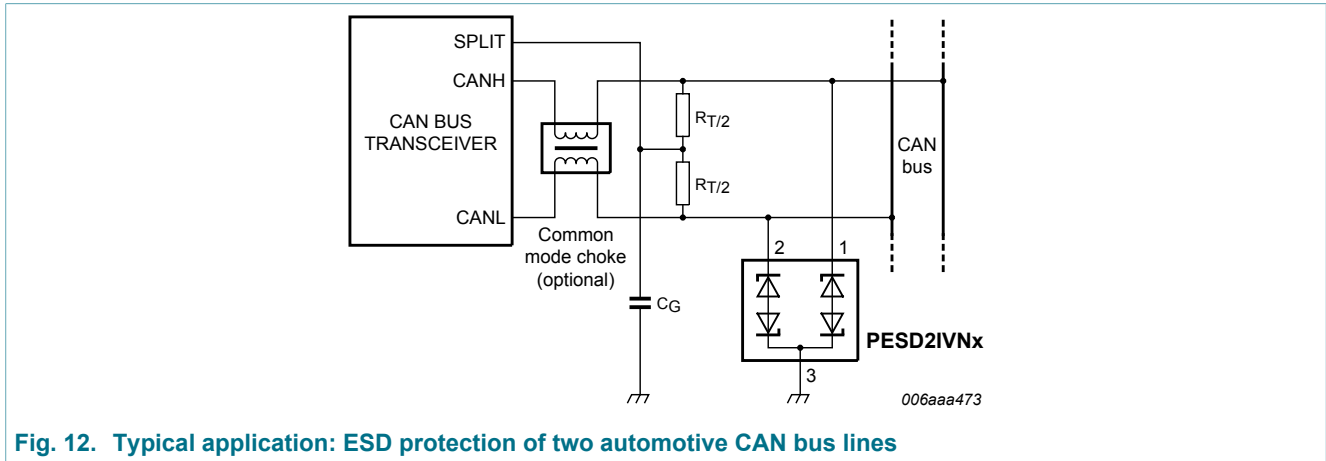 SPLIT
CANH
CAN BUS
TRANSCEIVER
CANL
Common
mode choke
(optional)
RT/2
RT/2
CG
CAN
bus
2
1
PESD2IVNx
3
006aaa473
Fig. 12. Typical application: ESD protection of two automotive CAN bus lines